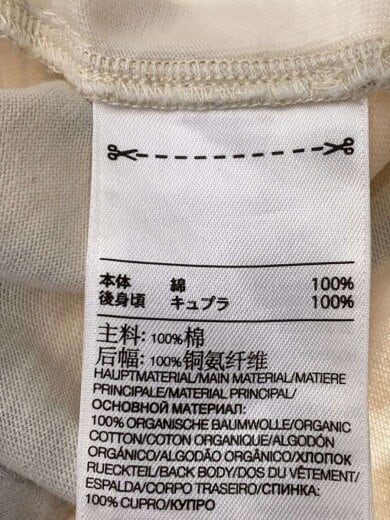 本体 綿 100%
後身頃 キュプラ 100%
主料: 100%棉
后幅: 100%铜氨纤维
HAUPTMATERIAL/MAIN MATERIAL/MATIERE
PRINCIPALE/MATERIAL PRINCIPAL/
ОСНОВНОЙ МАТЕРИАЛ:
100% ORGANISCHE BAUMWOLLE/ORGANIC
COTTON/COTON ORGANIQUE/ALGODÓN
ORGÁNICO/ALGODÃO ORGÂNICO/ХЛОПОК
RUECKTEIL/BACK BODY/DOS DU VÊTEMENT/
ESPALDA/CORPO TRASEIRO/СПИНКА:
100% CUPRO/КУПРО